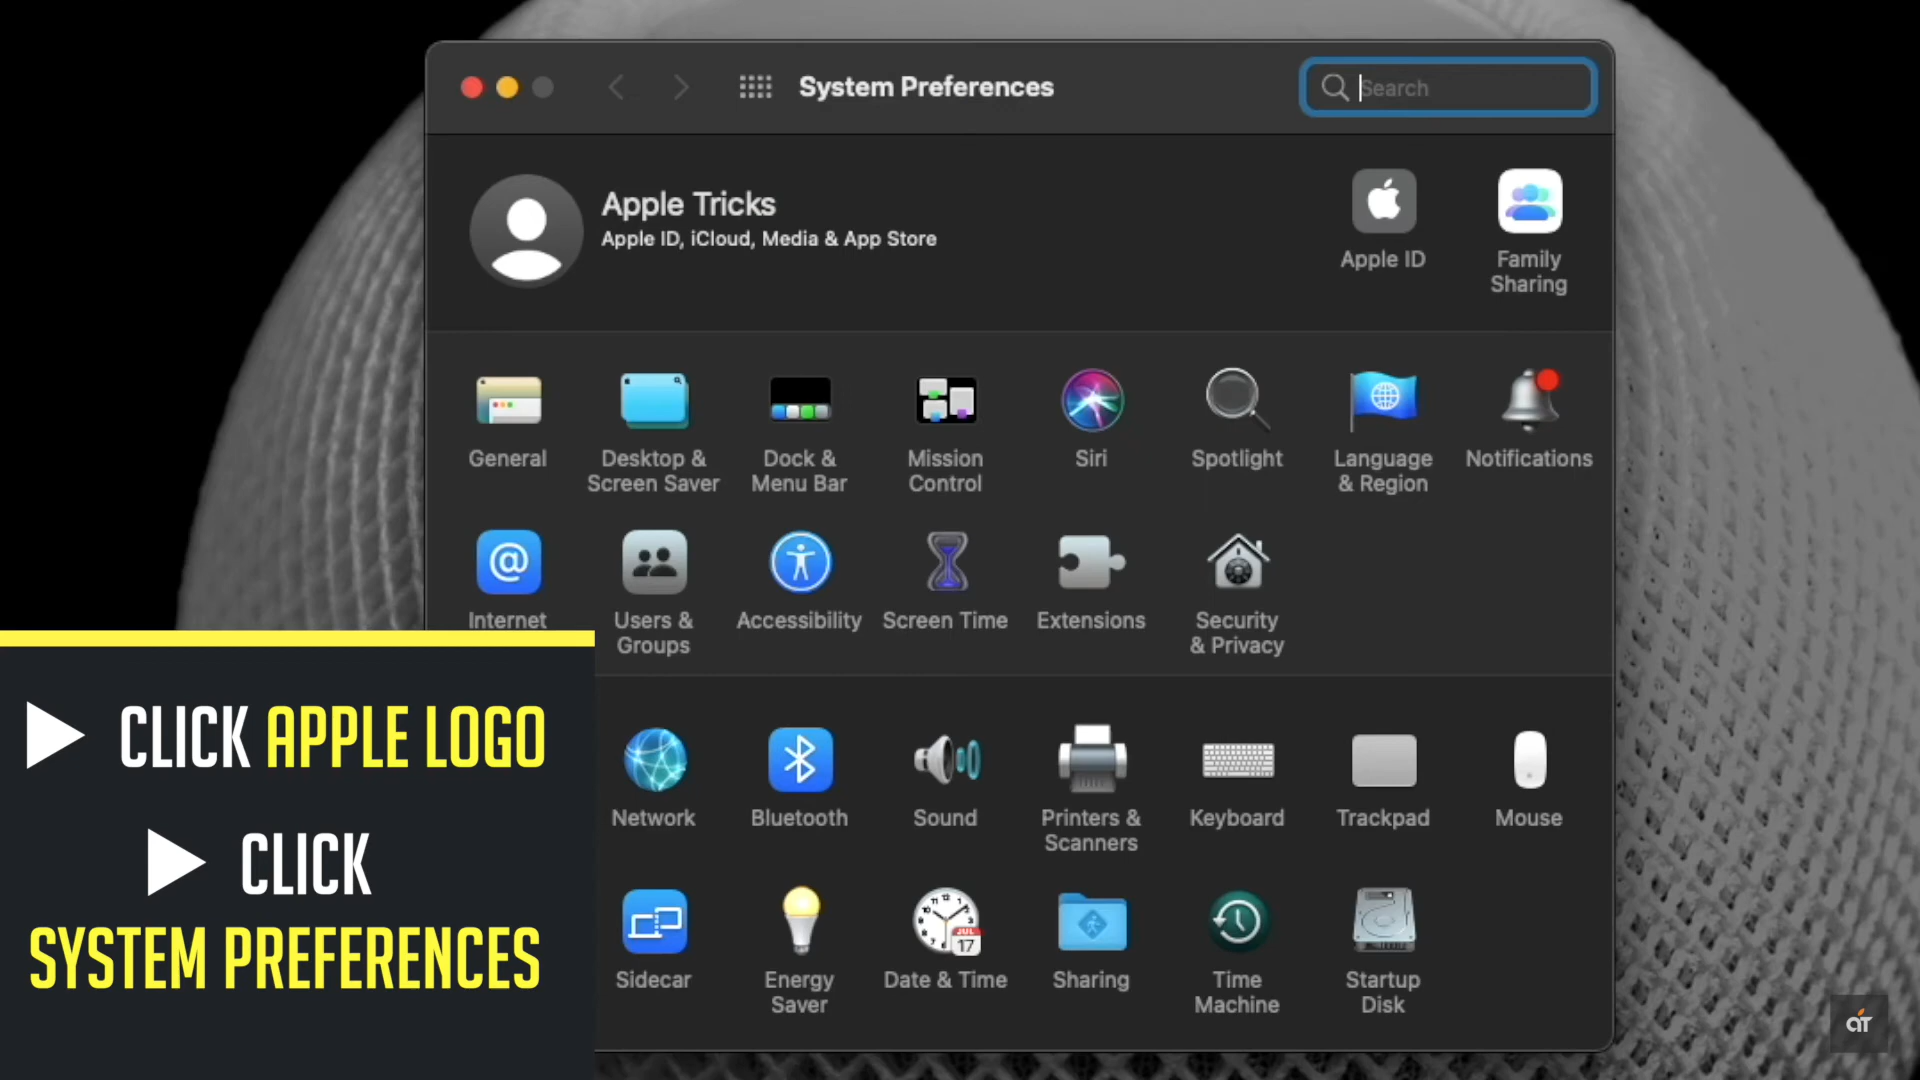 System Preferences
Search
Apple Tricks
Apple ID, iCloud, Media & App Store
Apple ID
Family
Sharing
General
Desktop &
Screen Saver
Dock &
Menu Bar
Mission
Control
Siri
Spotlight
Language
& Region
Notifications
Internet
Users &
Groups
Accessibility
Screen Time
Extensions
Security
& Privacy
Network
Bluetooth
Sound
Printers &
Scanners
Keyboard
Trackpad
Mouse
Sidecar
Energy
Saver
JUL
17
Date & Time
Sharing
Time
Machine
Startup
Disk
CLICK APPLE LOGO
CLICK
SYSTEM PREFERENCES
aT